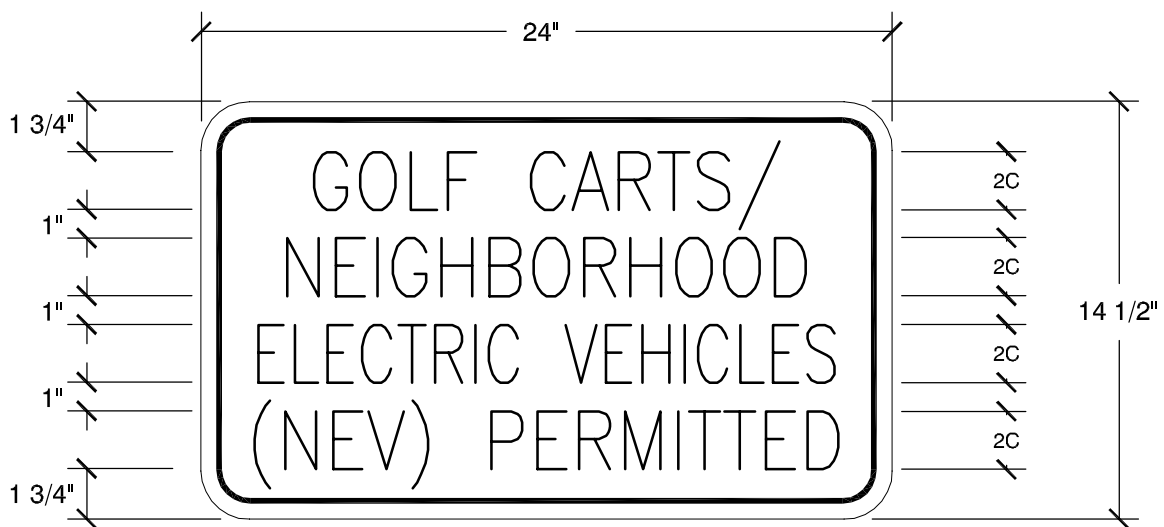 24"
1 3/4"
GOLF CARTS/
2C
1"
NEIGHBORHOOD
2C
1"
14 1/2"
ELECTRIC VEHICLES
2C
1"
(NEV) PERMITTED
2C
1 3/4"